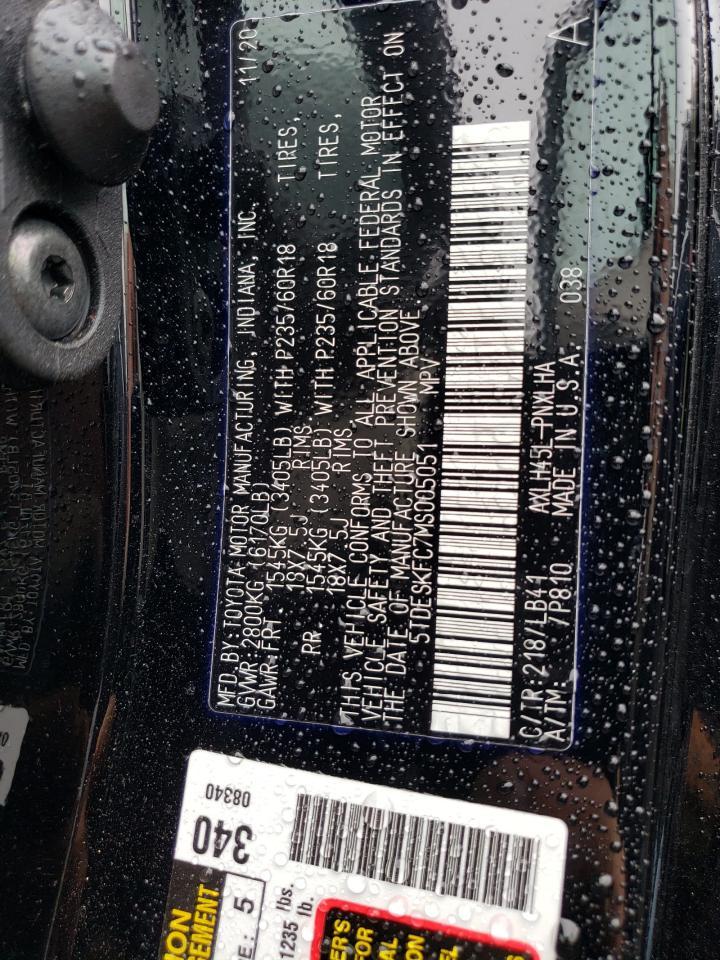 MFD. BY: TOYOTA MOTOR MANUFACTURING, INDIANA, INC. 11/20
GVWR 2800KG (6170LB)
GAWR FRT 1545KG (3405LB) WITH P235/60R18 TIRES,
18X7.5J RIMS
RR 1545KG (3405LB) WITH P235/60R18 TIRES,
18X7.5J RIMS
THIS VEHICLE CONFORMS TO ALL APPLICABLE FEDERAL MOTOR
VEHICLE SAFETY AND THEFT PREVENTION STANDARDS IN EFFECT ON
THE DATE OF MANUFACTURE SHOWN ABOVE.
5TDESKFC7MS005051 MPV
C/TR: 218/LB41 AXLH45L-PNXLHA 038 A
A/TM: /P810 MADE IN U.S.A.
340 08340
5
1235 lbs.
lb.